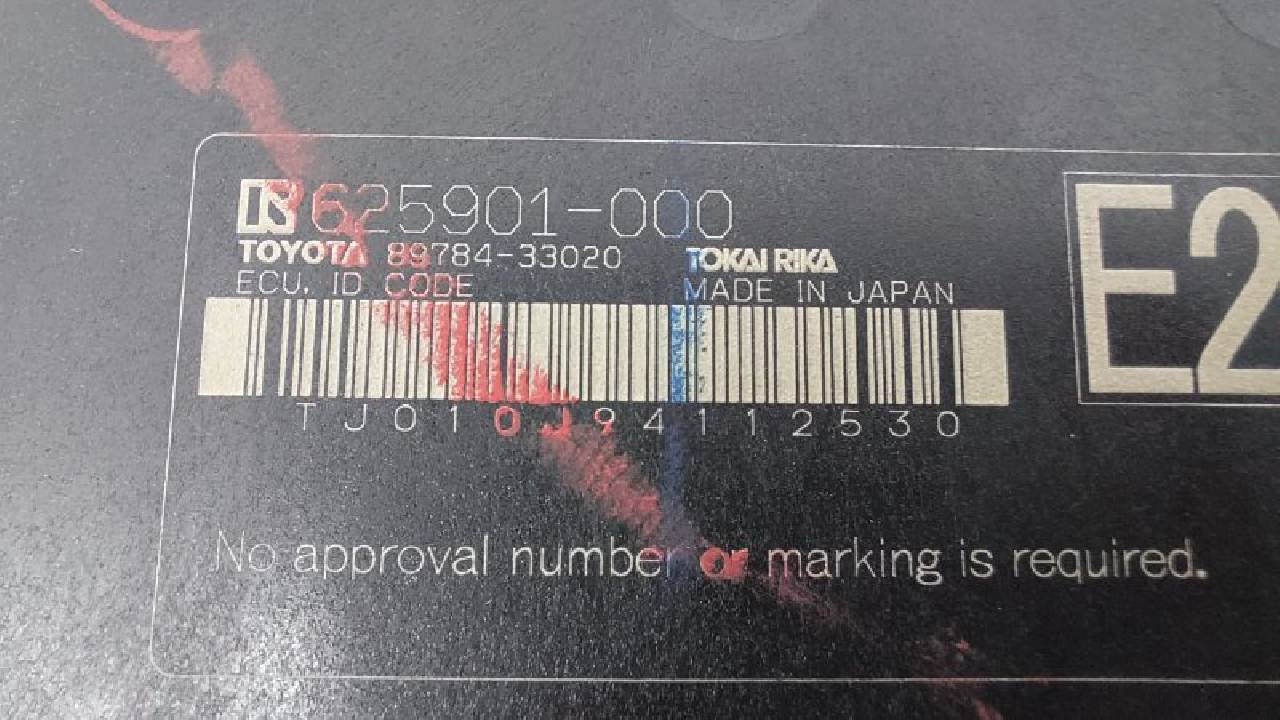 625901-000
TOYOTA 89784-33020 TOKAI RIKA
ECU. ID CODE MADE IN JAPAN
TJ010J94112530
E2
No approval number or marking is required.